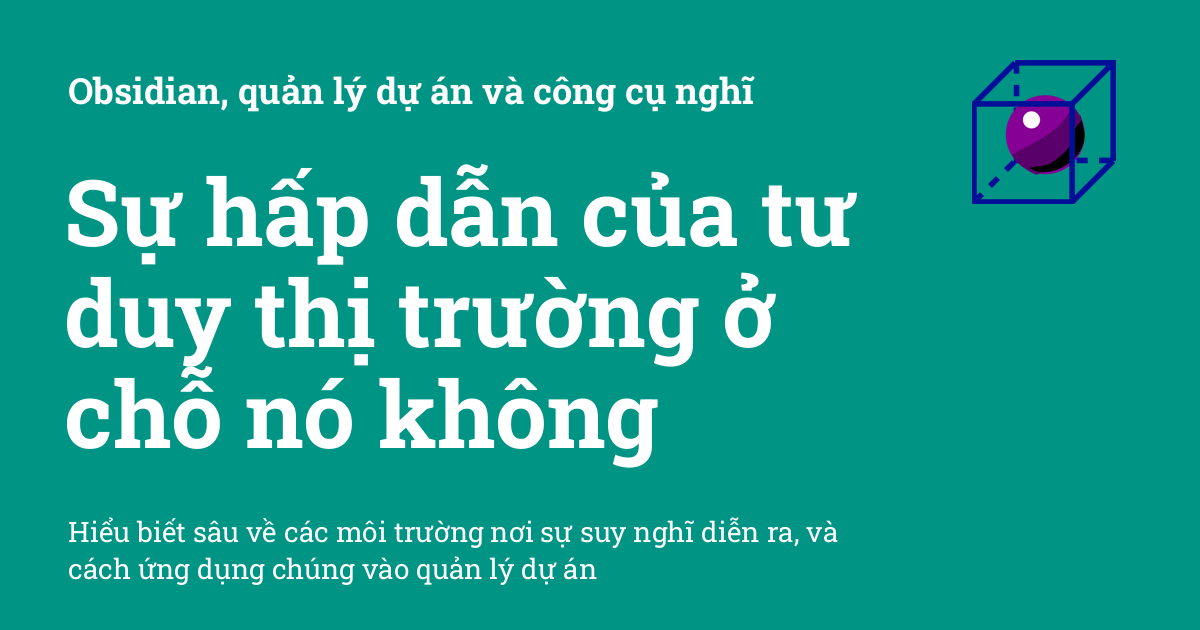 Obsidian, quản lý dự án và công cụ nghĩ
Sự hấp dẫn của tư
duy thị trường ở
chỗ nó không
Hiểu biết sâu về các môi trường nơi sự suy nghĩ diễn ra, và
cách ứng dụng chúng vào quản lý dự án